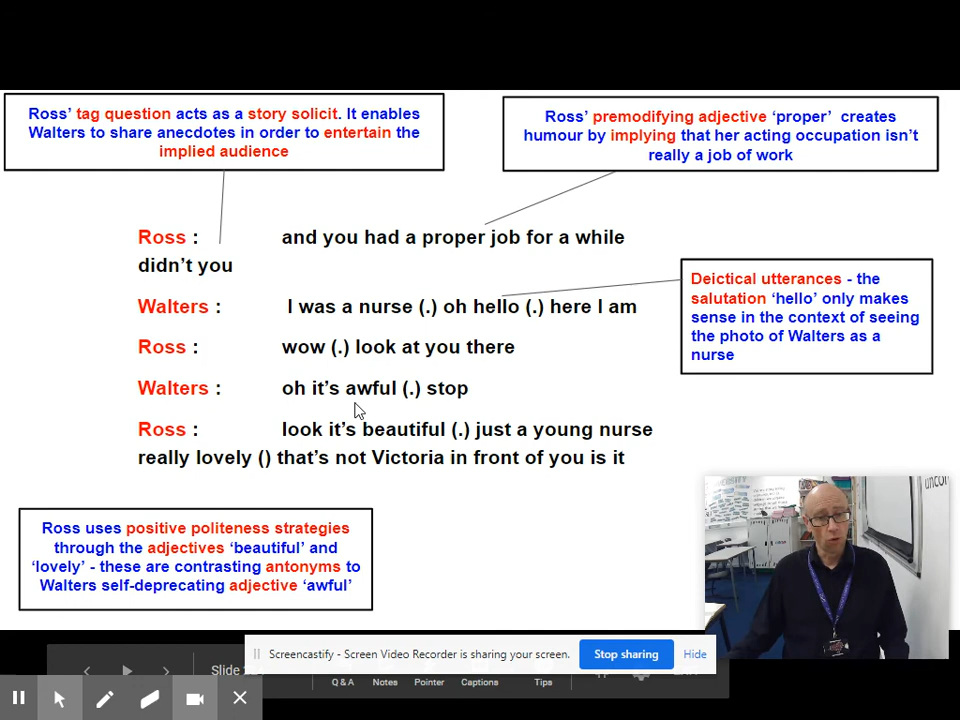 Ross' tag question acts as a story solicit. It enables
Walters to share anecdotes in order to entertain the
implied audience
Ross' premodifying adjective 'proper' creates
humour by implying that her acting occupation isn't
really a job of work
Ross : and you had a proper job for a while
didn't you
Walters : I was a nurse (.) oh hello (.) here I am
Deictical utterances - the
salutation 'hello' only makes
sense in the context of seeing
the photo of Walters as a
nurse
Ross : wow (.) look at you there
Walters : oh it's awful (.) stop
Ross : look it's beautiful (.) just a young nurse
really lovely () that's not Victoria in front of you is it
Ross uses positive politeness strategies
through the adjectives 'beautiful' and
'lovely' - these are contrasting antonyms to
Walters self-deprecating adjective 'awful'
Screencastify - Screen Video Recorder is sharing your screen.
Stop sharing
Hide
Slide
Q & A
Notes
Pointer
Captions
Tips